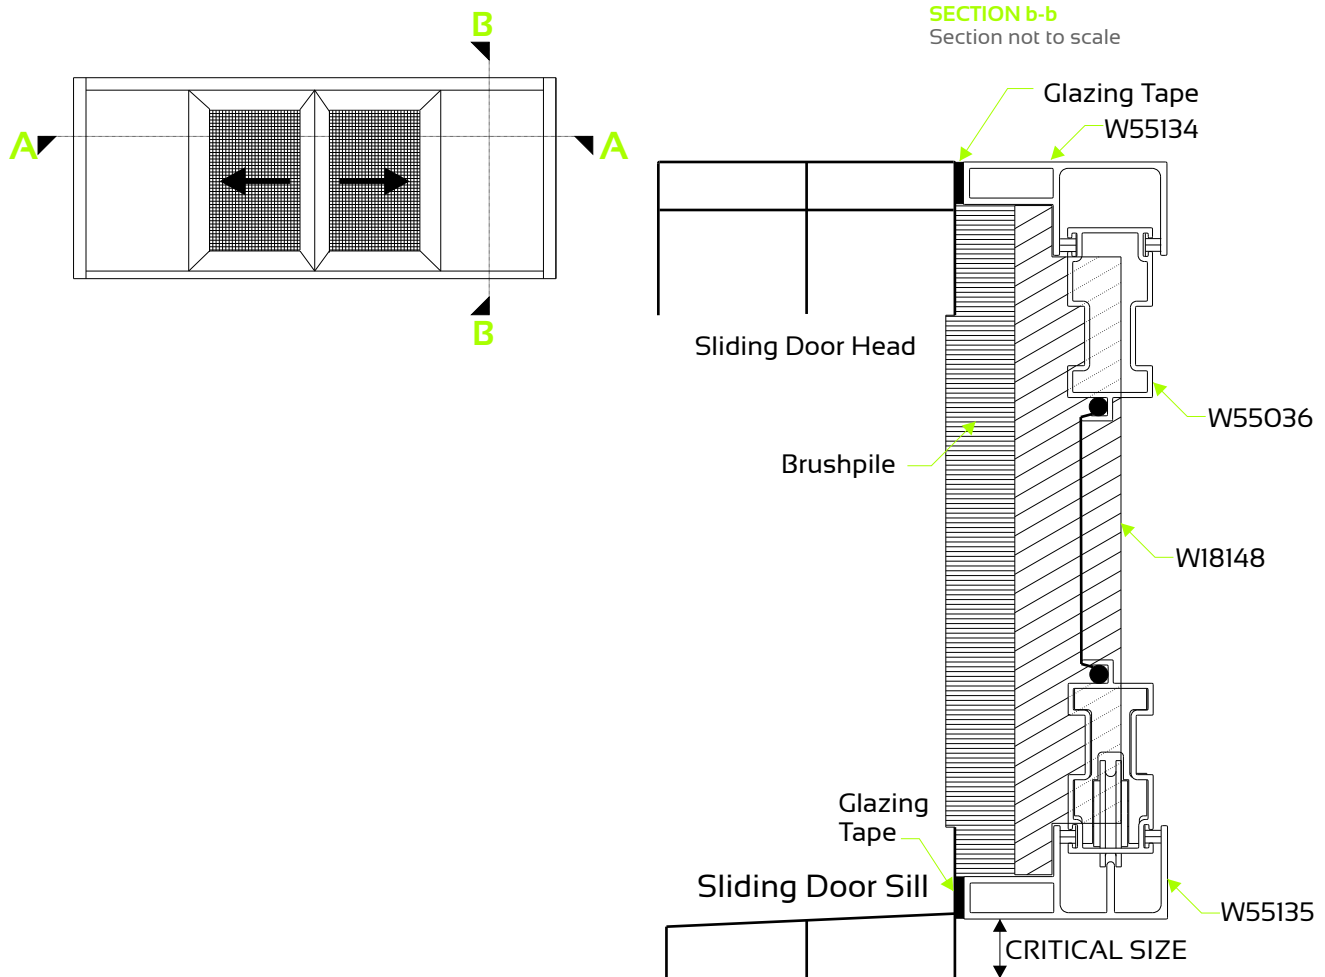 B
A
A
B
SECTION b-b
Section not to scale
Glazing Tape
W55134
Sliding Door Head
W55036
Brushpile
W18148
Glazing
Tape
Sliding Door Sill
W55135
CRITICAL SIZE